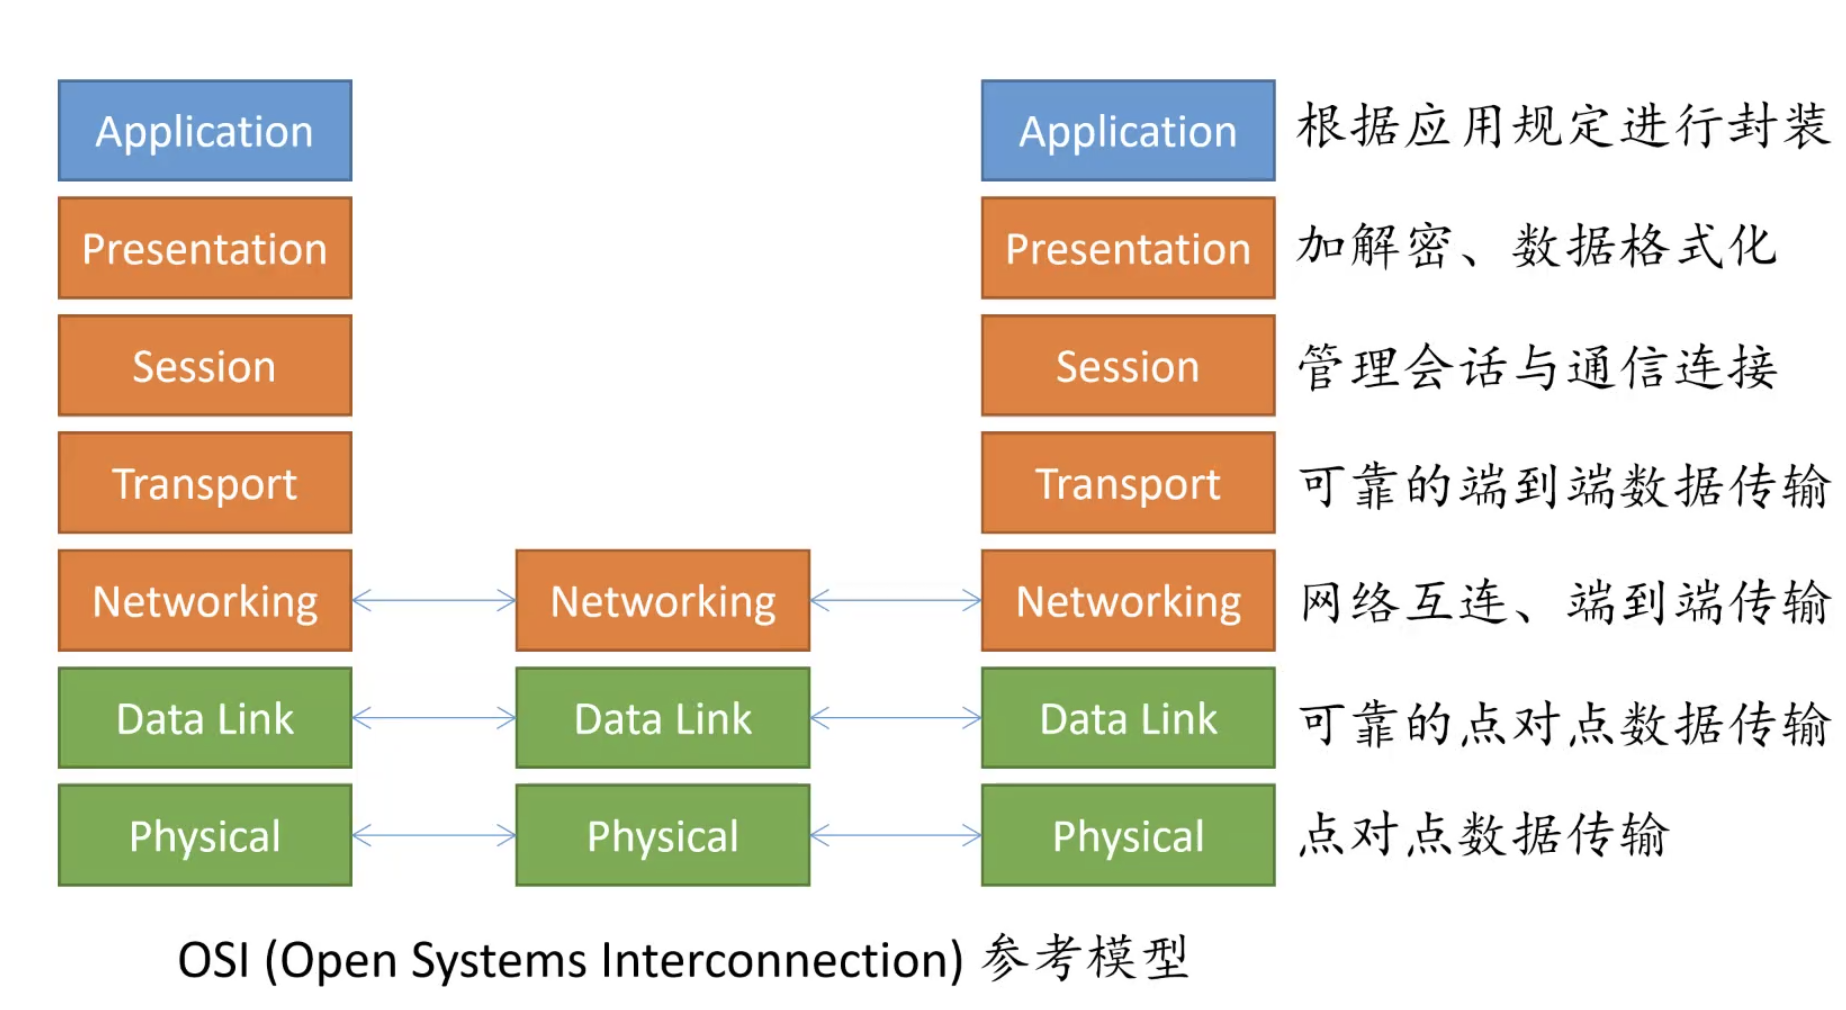 Application
Application 根据应用规定进行封装
Presentation
Presentation 加解密、数据格式化
Session
Session 管理会话与通信连接
Transport
Transport 可靠的端到端数据传输
Networking
Networking
Networking 网络互连、端到端传输
Data Link
Data Link
Data Link 可靠的点对点数据传输
Physical
Physical
Physical 点对点数据传输
OSI (Open Systems Interconnection) 参考模型